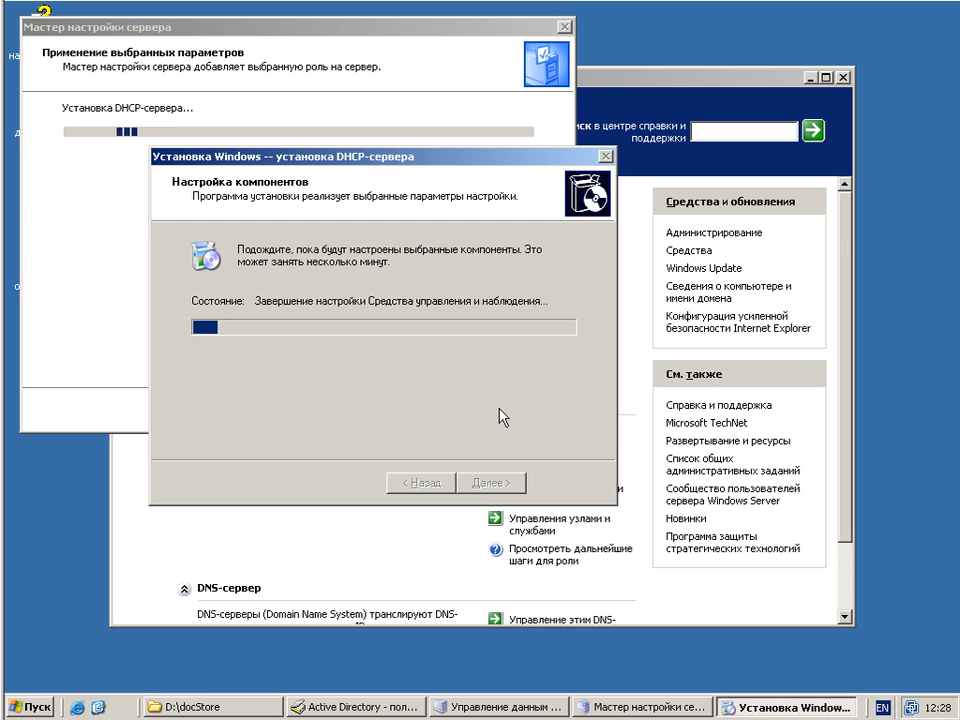 Мастер настройки сервера
Применение выбранных параметров
Мастер настройки сервера добавляет выбранную роль на сервер.
Установка DHCP-сервера...
в центре справки и
поддержки
Установка Windows -- установка DHCP-сервера
Настройка компонентов
Программа установки реализует выбранные параметры настройки.
Подождите, пока будут настроены выбранные компоненты. Это
может занять несколько минут.
Состояние: Завершение настройки Средства управления и наблюдения...
< Назад
Далее >
Средства и обновления
Администрирование
Средства
Windows Update
Сведения о компьютере и
имени домена
Конфигурация усиленной
безопасности Internet Explorer
См. также
Справка и поддержка
Microsoft TechNet
Развертывание и ресурсы
Список общих
административных заданий
Сообщество пользователей
сервера Windows Server
Новинки
Программа защиты
стратегических технологий
Управления узлами и
службами
Просмотреть дальнейшие
шаги для роли
DNS-сервер
DNS-серверы (Domain Name System) транслируют DNS-
Управление этим DNS-
Пуск
D:\docStore
Active Directory - пол...
Управление данным ...
Мастер настройки се...
Установка Window...
EN
12:28